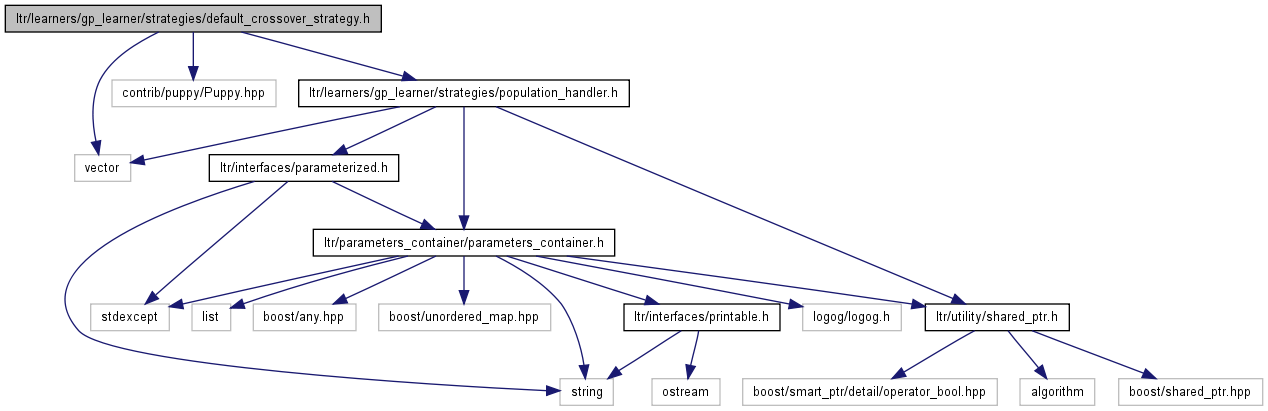 ltr/learners/gp_learner/strategies/default_crossover_strategy.h
contrib/puppy/Puppy.hpp
ltr/learners/gp_learner/strategies/population_handler.h
vector
ltr/interfaces/parameterized.h
ltr/parameters_container/parameters_container.h
stdexcept
list
boost/any.hpp
boost/unordered_map.hpp
ltr/interfaces/printable.h
logog/logog.h
ltr/utility/shared_ptr.h
string
ostream
boost/smart_ptr/detail/operator_bool.hpp
algorithm
boost/shared_ptr.hpp